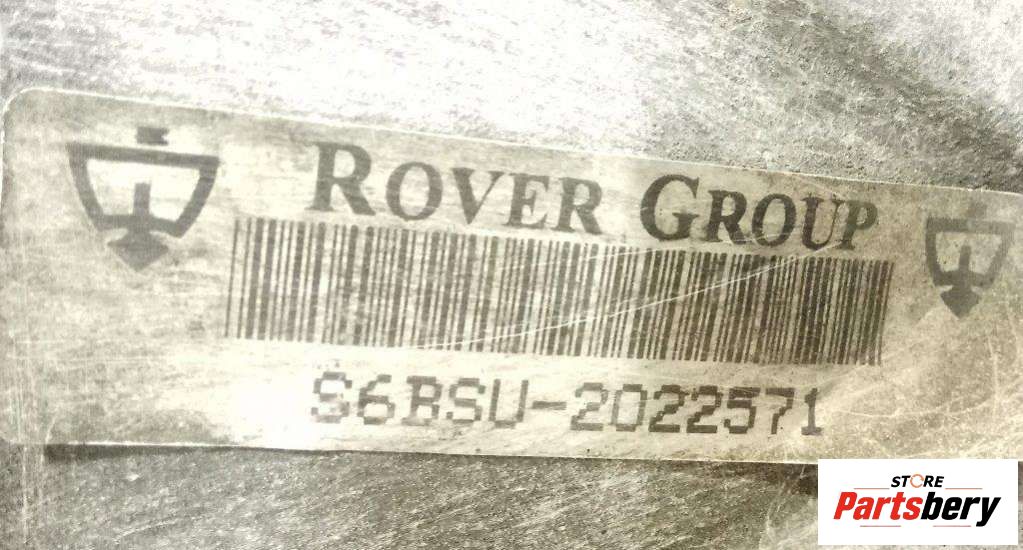 ROVER GROUP
S6BSU-2022571
STORE
Partsbery